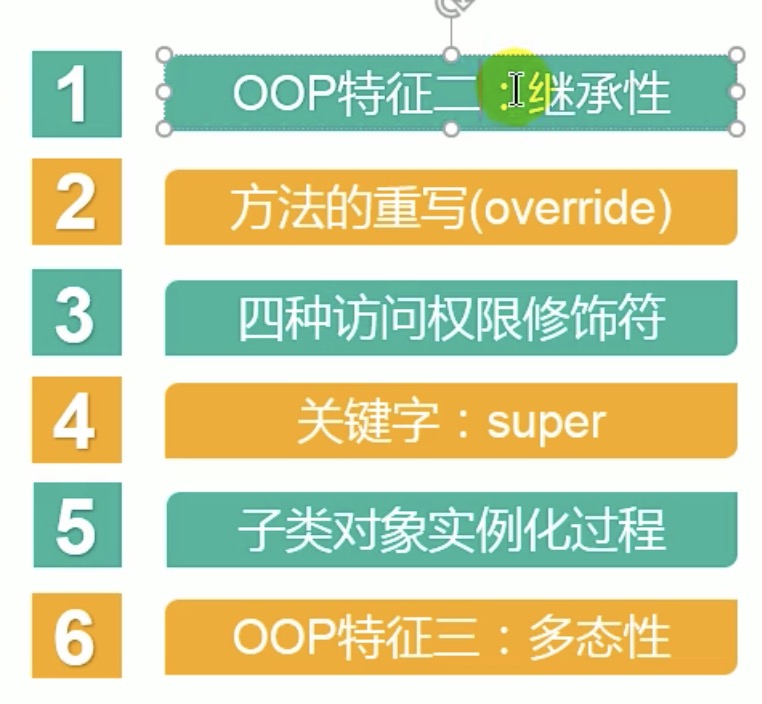 1 OOP特征二：继承性
2 方法的重写(override)
3 四种访问权限修饰符
4 关键字：super
5 子类对象实例化过程
6 OOP特征三：多态性